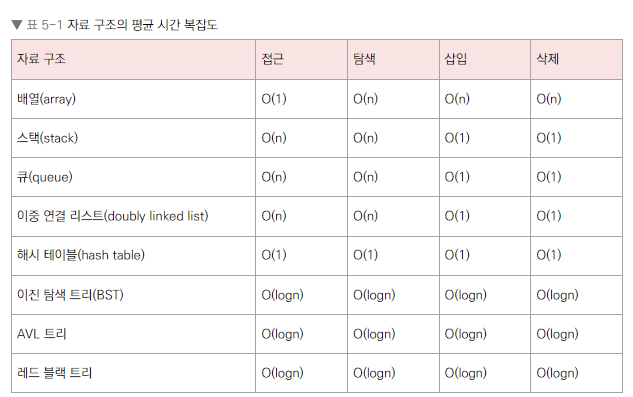 ▼ 표 5-1 자료 구조의 평균 시간 복잡도
자료 구조 접근 탐색 삽입 삭제
배열(array) O(1) O(n) O(n) O(n)
스택(stack) O(n) O(n) O(1) O(1)
큐(queue) O(n) O(n) O(1) O(1)
이중 연결 리스트(doubly linked list) O(n) O(n) O(1) O(1)
해시 테이블(hash table) O(1) O(1) O(1) O(1)
이진 탐색 트리(BST) O(logn) O(logn) O(logn) O(logn)
AVL 트리 O(logn) O(logn) O(logn) O(logn)
레드 블랙 트리 O(logn) O(logn) O(logn) O(logn)